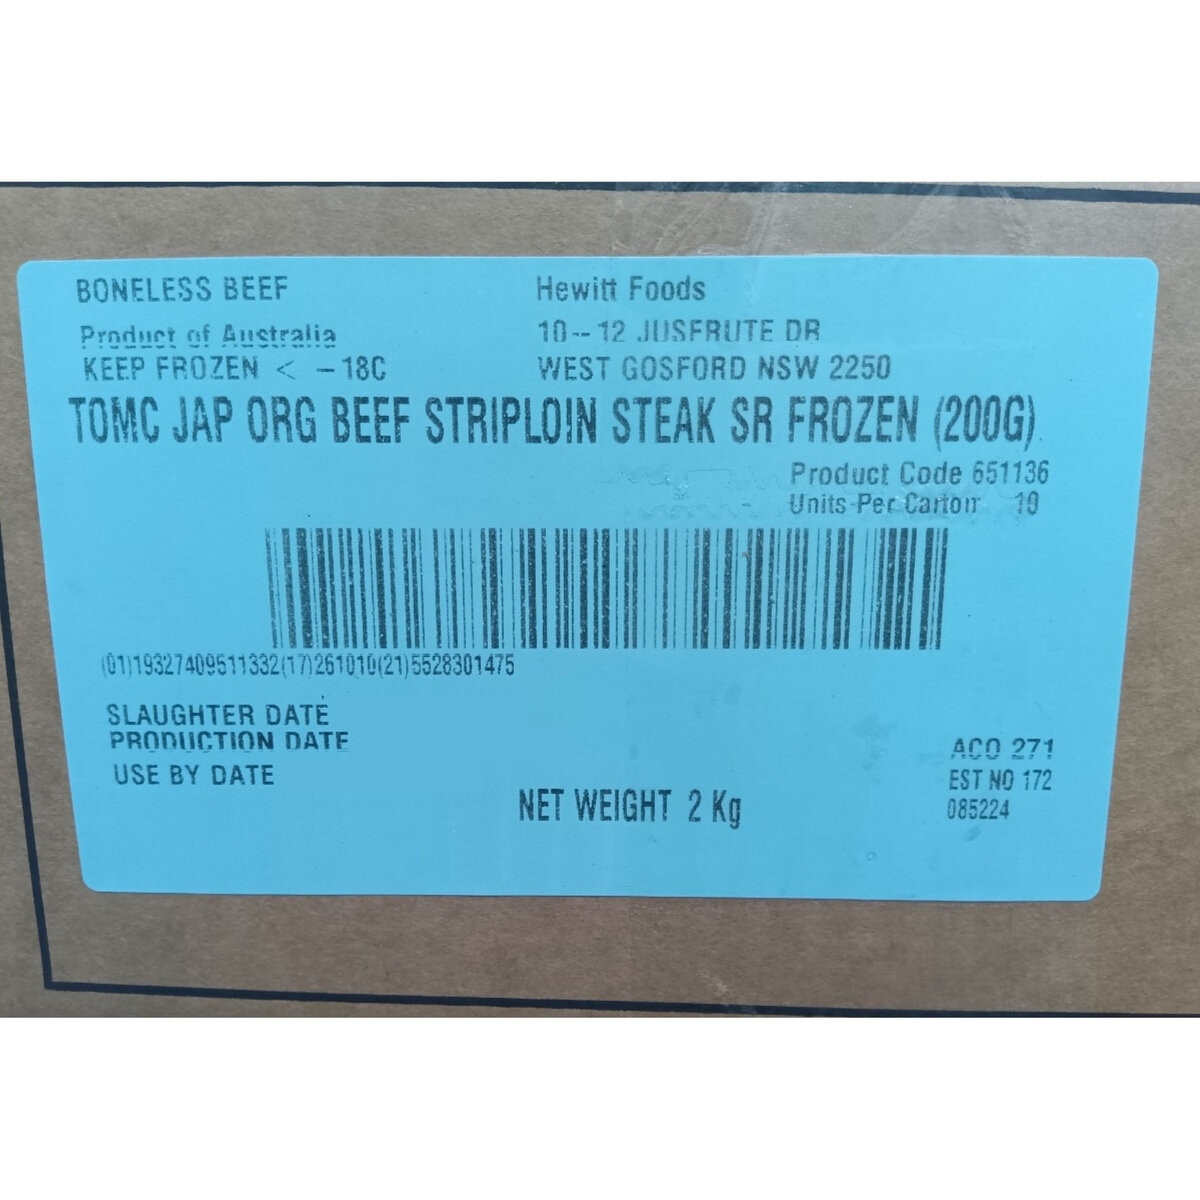 BONELESS BEEF
Product of Australia
KEEP FROZEN < -18C
Hewitt Foods
10--12 JUSFRUTE DR
WEST GOSFORD NSW 2250
TOMC JAP ORG BEEF STRIPLOIN STEAK SR FROZEN (200G)
Product Code 651136
Units Per Carton 10
(01)19327409511332(17)261010(21)5528301475
SLAUGHTER DATE
PRODUCTION DATE
USE BY DATE
NET WEIGHT 2 Kg
ACO 271
EST NO 172
085224